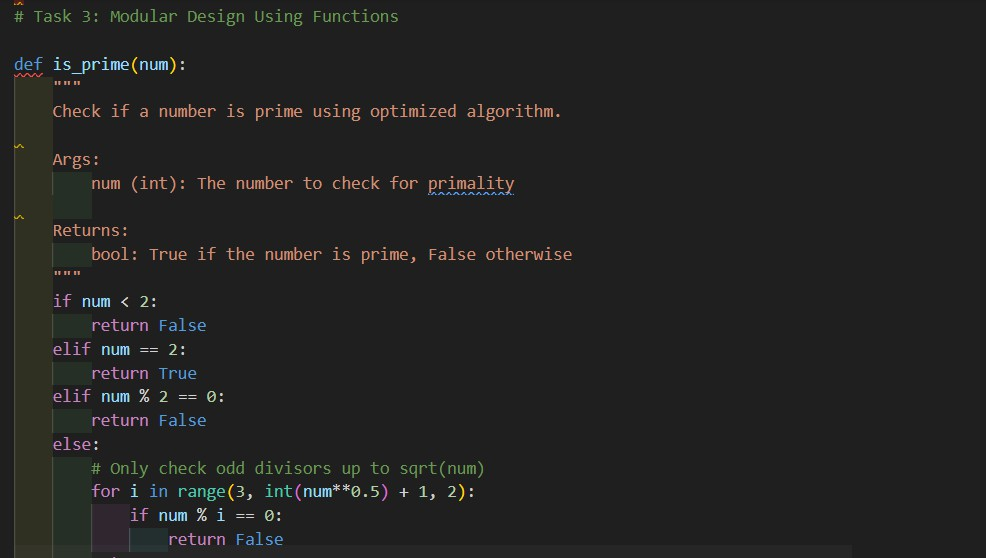 # Task 3: Modular Design Using Functions
def is_prime(num):
"""
Check if a number is prime using optimized algorithm.
Args:
num (int): The number to check for primality
Returns:
bool: True if the number is prime, False otherwise
"""
if num < 2:
return False
elif num == 2:
return True
elif num % 2 == 0:
return False
else:
# Only check odd divisors up to sqrt(num)
for i in range(3, int(num**0.5) + 1, 2):
if num % i == 0:
return False